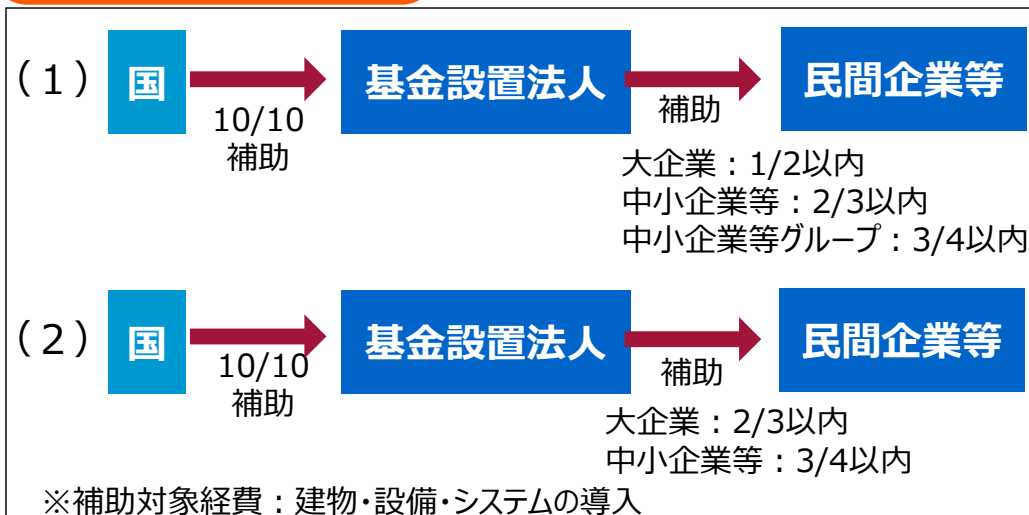 （１）
国
10/10
補助
基金設置法人
補助
民間企業等
大企業：1/2以内
中小企業等：2/3以内
中小企業等グループ：3/4以内
（２）
国
10/10
補助
基金設置法人
補助
民間企業等
大企業：2/3以内
中小企業等：3/4以内
※補助対象経費：建物・設備・システムの導入